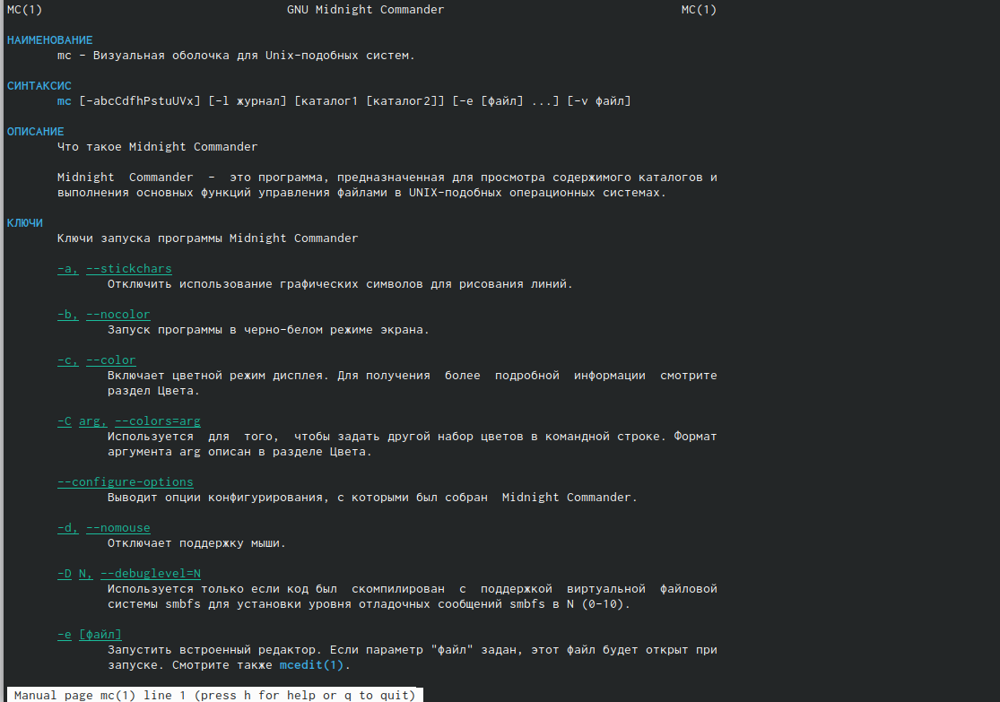 MC(1) GNU Midnight Commander MC(1)
НАИМЕНОВАНИЕ
mc - Визуальная оболочка для Unix-подобных систем.
СИНТАКСИС
mc [-abcCdfhPstuUVx] [-l журнал] [каталог1 [каталог2]] [-e [файл] ...] [-v файл]
ОПИСАНИЕ
Что такое Midnight Commander
Midnight Commander - это программа, предназначенная для просмотра содержимого каталогов и
выполнения основных функций управления файлами в UNIX-подобных операционных системах.
КЛЮЧИ
Ключи запуска программы Midnight Commander
-a, --stickchars
Отключить использование графических символов для рисования линий.
-b, --nocolor
Запуск программы в черно-белом режиме экрана.
-c, --color
Включает цветной режим дисплея. Для получения более подробной информации смотрите
раздел Цвета.
-C arg, --colors=arg
Используется для того, чтобы задать другой набор цветов в командной строке. Формат
аргумента arg описан в разделе Цвета.
--configure-options
Выводит опции конфигурирования, с которыми был собран Midnight Commander.
-d, --nomouse
Отключает поддержку мыши.
-D N, --debuglevel=N
Используется только если код был скомпилирован с поддержкой виртуальной файловой
системы smbfs для установки уровня отладочных сообщений smbfs в N (0-10).
-e [файл]
Запустить встроенный редактор. Если параметр "файл" задан, этот файл будет открыт при
запуске. Смотрите также mcedit(1).
Manual page mc(1) line 1 (press h for help or q to quit)